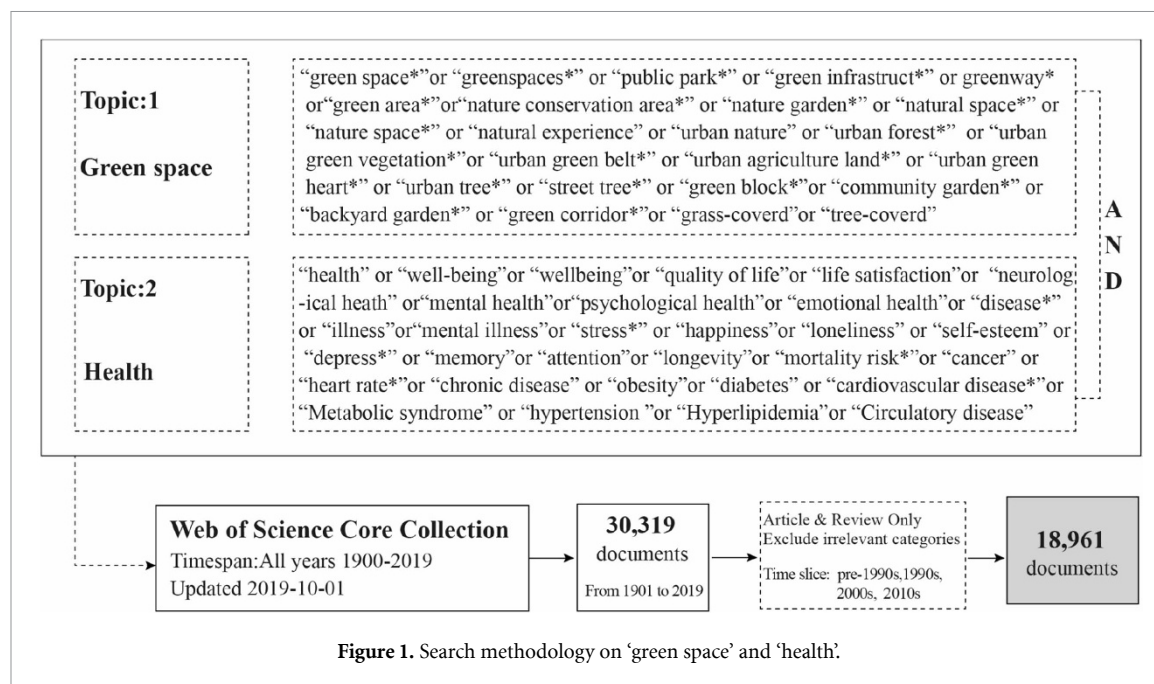 Topic:1
Green space
“green space*”or “greenspaces*” or “public park*” or “green infrastruct*” or greenway*
or“green area*”or“nature conservation area*” or “nature garden*” or “natural space*” or
“nature space*” or “natural experience” or “urban nature” or “urban forest*” or “urban
green vegetation*”or “urban green belt*” or “urban agriculture land*” or “urban green
heart*” or “urban tree*” or “street tree*” or “green block*”or “community garden*” or
“backyard garden*” or “green corridor*”or “grass-coverd”or “tree-coverd”
AND
Topic:2
Health
“health” or “well-being”or “wellbeing”or “quality of life”or “life satisfaction”or “neurolog
-ical heath” or“mental health”or“psychological health”or “emotional health”or “disease*”
or “illness”or“mental illness”or “stress*” or “happiness”or “loneliness” or “self-esteem” or
“depress*” or “memory”or “attention”or “longevity”or “mortality risk*”or “cancer” or
“heart rate*”or “chronic disease” or “obesity”or “diabetes” or “cardiovascular disease*”or
“Metabolic syndrome” or “hypertension ”or “Hyperlipidemia”or “Circulatory disease”
Web of Science Core Collection
Timespan:All years 1900-2019
Updated 2019-10-01
30,319
documents
From 1901 to 2019
Article & Review Only
Exclude irrelevant categories
Time slice: pre-1990s,1990s,
2000s, 2010s
18,961
documents
Figure 1. Search methodology on ‘green space’ and ‘health’.